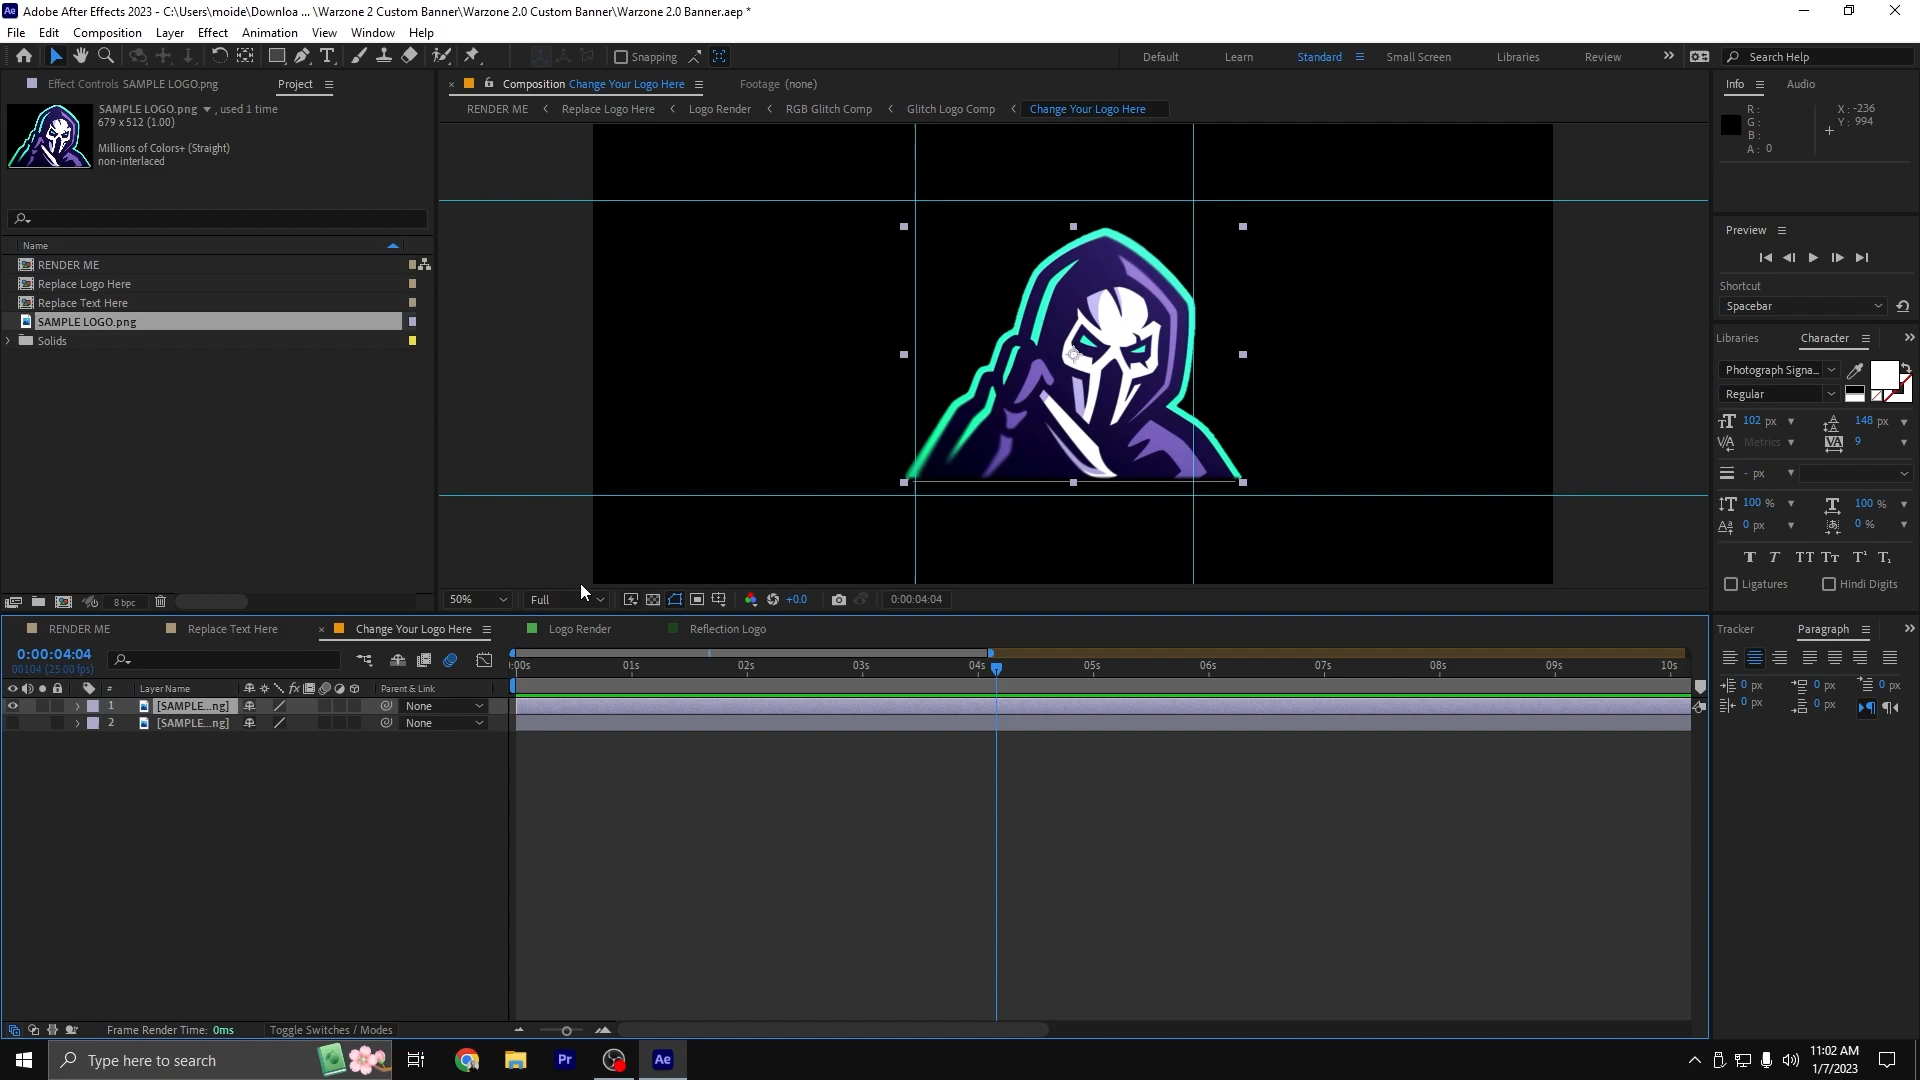 Adobe After Effects 2023 - C:\Users\moide\Downloa ... \Warzone 2 Custom Banner\Warzone 2.0 Custom Banner\Warzone 2.0 Banner.aep *
File Edit Composition Layer Effect Animation View Window Help
Snapping Default Learn Standard Small Screen Libraries Review Search Help
Effect Controls SAMPLE LOGO.png Project
SAMPLE LOGO.png , used 1 time
679 x 512 (1.00)
Millions of Colors+ (Straight)
non-interlaced
Name
RENDER ME
Replace Logo Here
Replace Text Here
SAMPLE LOGO.png
Solids
8 bpc
Composition Change Your Logo Here Footage (none)
RENDER ME Replace Logo Here Logo Render RGB Glitch Comp Glitch Logo Comp Change Your Logo Here
50% Full +0.0 0:00:04:04
Info Audio
R: X: -236
G: Y: 994
B:
A: 0
Preview
Shortcut
Spacebar
Libraries Character
Photograph Signa...
Regular
102 px 148 px
Metrics 9
- px
100 % 100 %
0 px 0 %
Ligatures Hindi Digits
Tracker Paragraph
0 px 0 px 0 px
0 px 0 px
RENDER ME Replace Text Here Change Your Logo Here Logo Render Reflection Logo
0:00:04:04
00104 (25.00 fps)
:00s 01s 02s 03s 04s 05s 06s 07s 08s 09s 10s
# Layer Name Parent & Link
1 [SAMPLE...ng] None
2 [SAMPLE...ng] None
Frame Render Time: 0ms Toggle Switches / Modes
Type here to search
Pr Ae
11:02 AM
1/7/2023